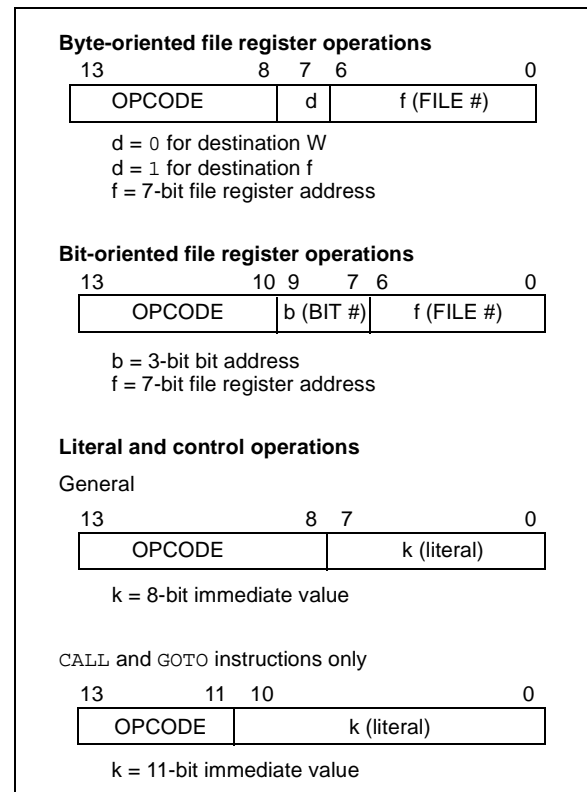 Byte-oriented file register operations
13 8 7 6 0
OPCODE d f (FILE #)
d = 0 for destination W
d = 1 for destination f
f = 7-bit file register address
Bit-oriented file register operations
13 10 9 7 6 0
OPCODE b (BIT #) f (FILE #)
b = 3-bit bit address
f = 7-bit file register address
Literal and control operations
General
13 8 7 0
OPCODE k (literal)
k = 8-bit immediate value
CALL and GOTO instructions only
13 11 10 0
OPCODE k (literal)
k = 11-bit immediate value